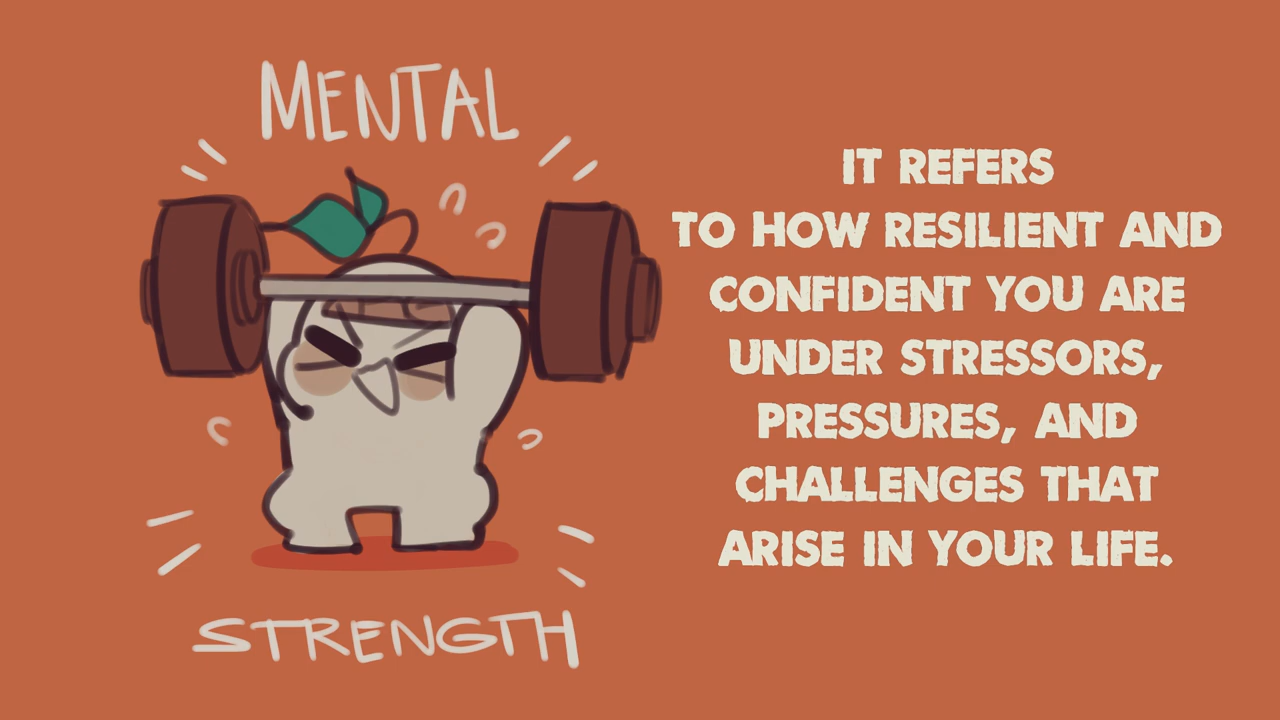 MENTAL
STRENGTH
IT REFERS
TO HOW RESILIENT AND
CONFIDENT YOU ARE
UNDER STRESSORS,
PRESSURES, AND
CHALLENGES THAT
ARISE IN YOUR LIFE.